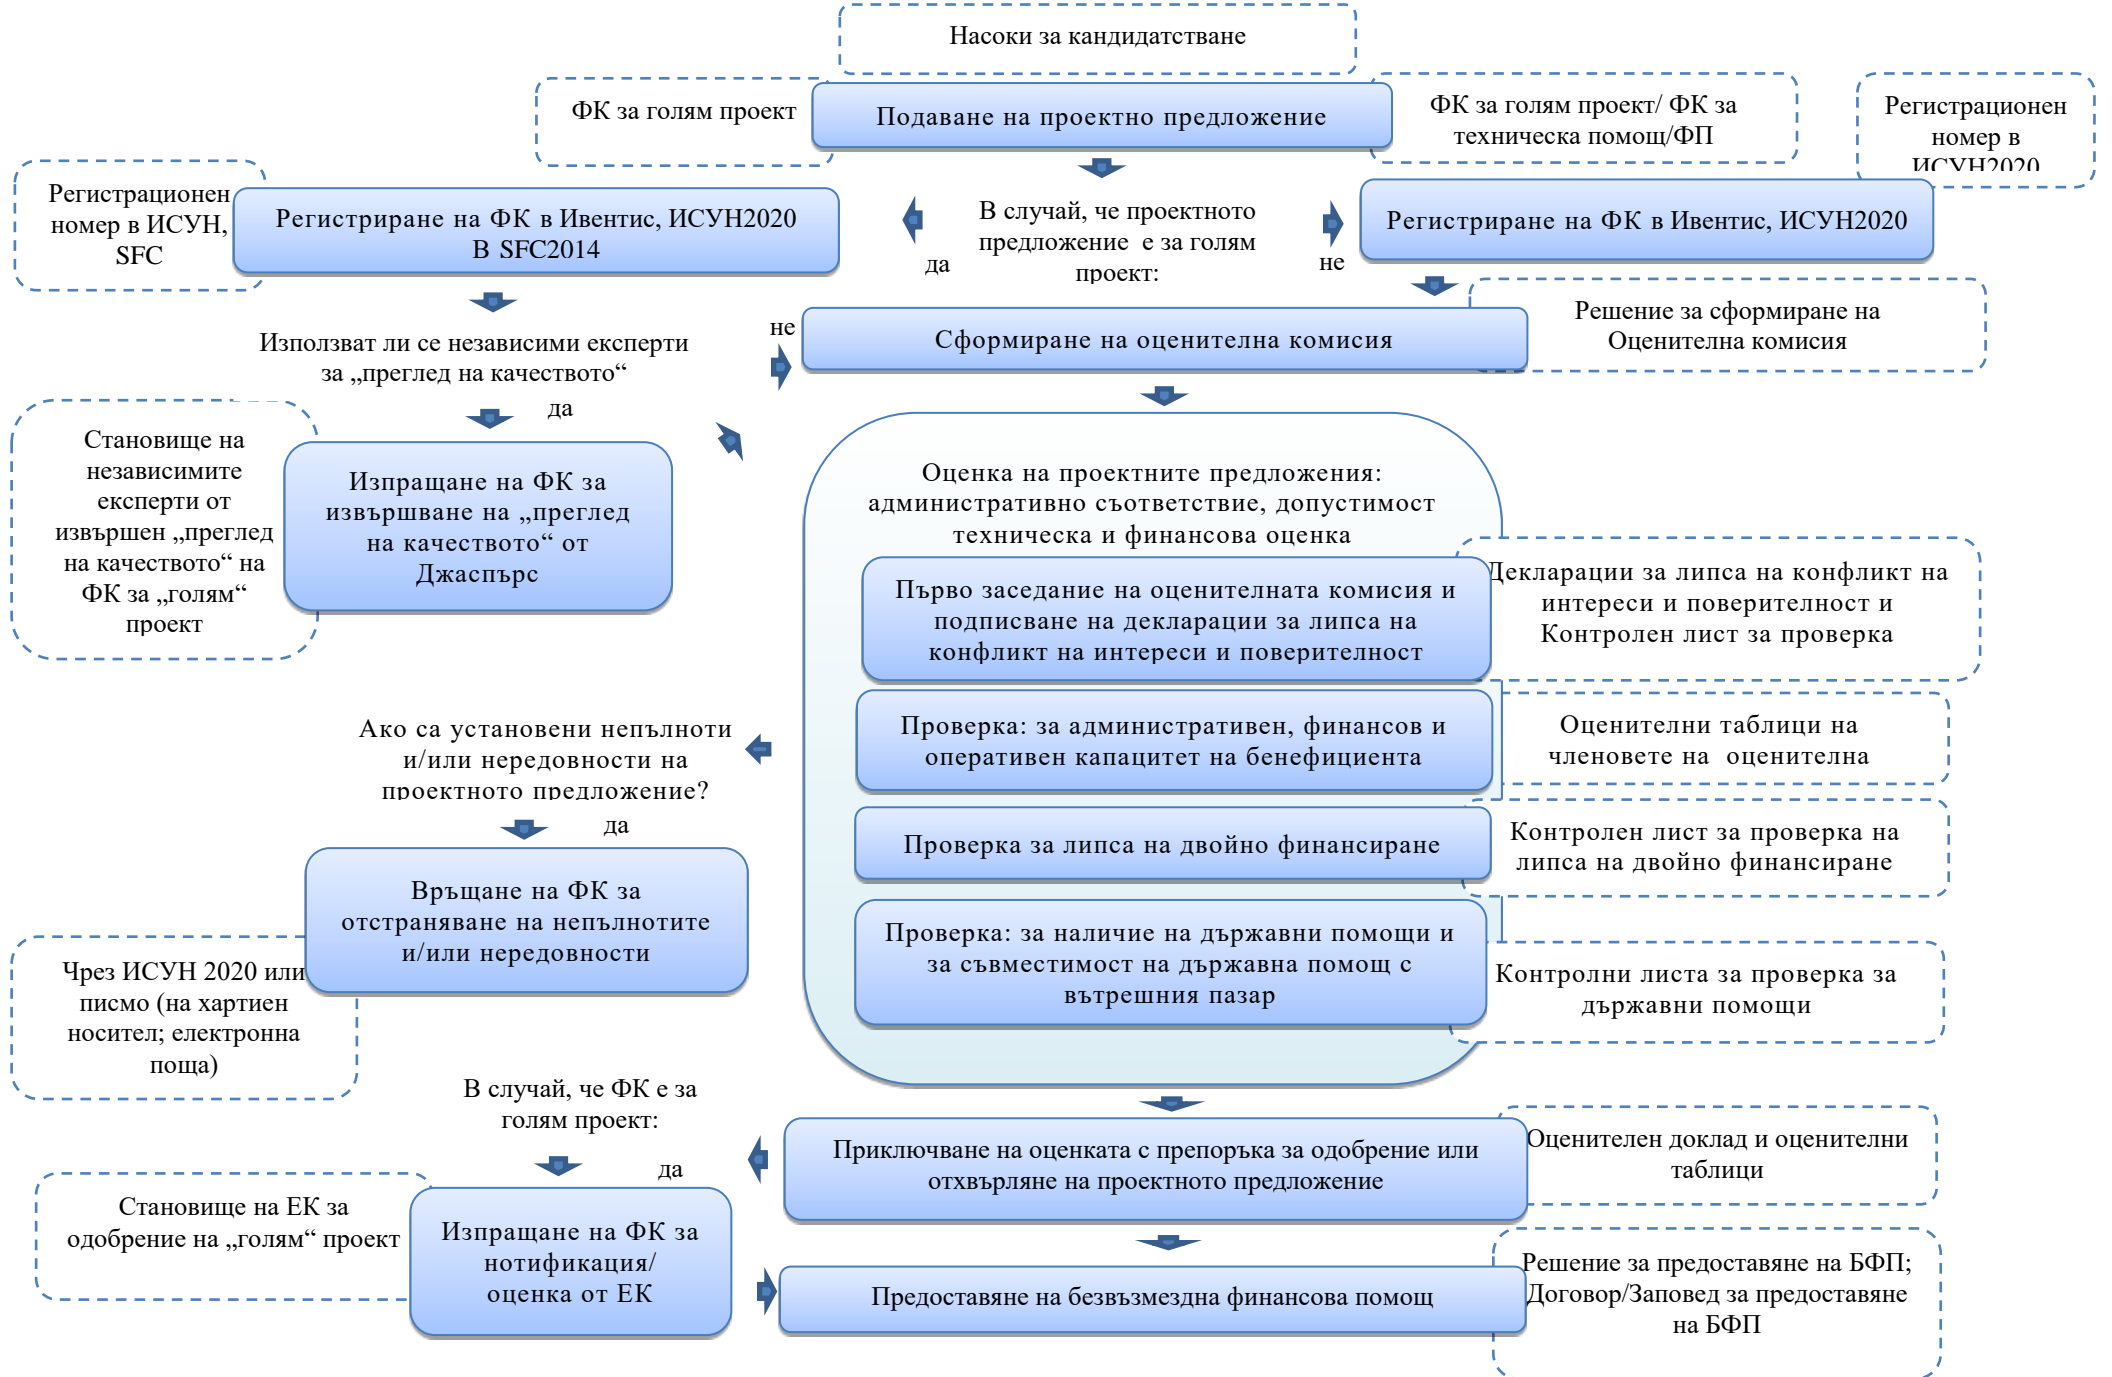 Насоки за кандидатстване
ФК за голям проект
Подаване на проектно предложение
ФК за голям проект/ ФК за
техническа помощ/ФП
Регистрационен
номер в
ИСУН2020
Регистрационен
номер в ИСУН,
SFC
Регистриране на ФК в Ивентис, ИСУН2020
В SFC2014
да
В случай, че проектното
предложение е за голям
проект:
не
Регистриране на ФК в Ивентис, ИСУН2020
Използват ли се независими експерти
за „преглед на качеството“
не
да
Сформиране на оценителна комисия
Решение за сформиране на
Оценителна комисия
Становище на
независимите
експерти от
извършен „преглед
на качеството“ на
ФК за „голям“
проект
Изпращане на ФК за
извършване на „преглед
на качеството“ от
Джаспърс
Оценка на проектните предложения:
административно съответствие, допустимост
техническа и финансова оценка
Първо заседание на оценителната комисия и
подписване на декларации за липса на
конфликт на интереси и поверителност
Декларации за липса на конфликт на
интереси и поверителност и
Контролен лист за проверка
Ако са установени непълноти
и/или нередовности на
проектното предложение?
да
Проверка: за административен, финансов и
оперативен капацитет на бенефициента
Оценителни таблици на
членовете на оценителна
Проверка за липса на двойно финансиране
Контролен лист за проверка на
липса на двойно финансиране
Връщане на ФК за
отстраняване на непълнотите
и/или нередовности
Чрез ИСУН 2020 или
писмо (на хартиен
носител; електронна
поща)
Проверка: за наличие на държавни помощи и
за съвместимост на държавна помощ с
вътрешния пазар
Контролни листа за проверка за
държавни помощи
В случай, че ФК е за
голям проект:
да
Приключване на оценката с препоръка за одобрение или
отхвърляне на проектното предложение
Оценителен доклад и оценителни
таблици
Становище на ЕК за
одобрение на „голям“ проект
Изпращане на ФК за
нотификация/
оценка от ЕК
Предоставяне на безвъзмездна финансова помощ
Решение за предоставяне на БФП;
Договор/Заповед за предоставяне
на БФП